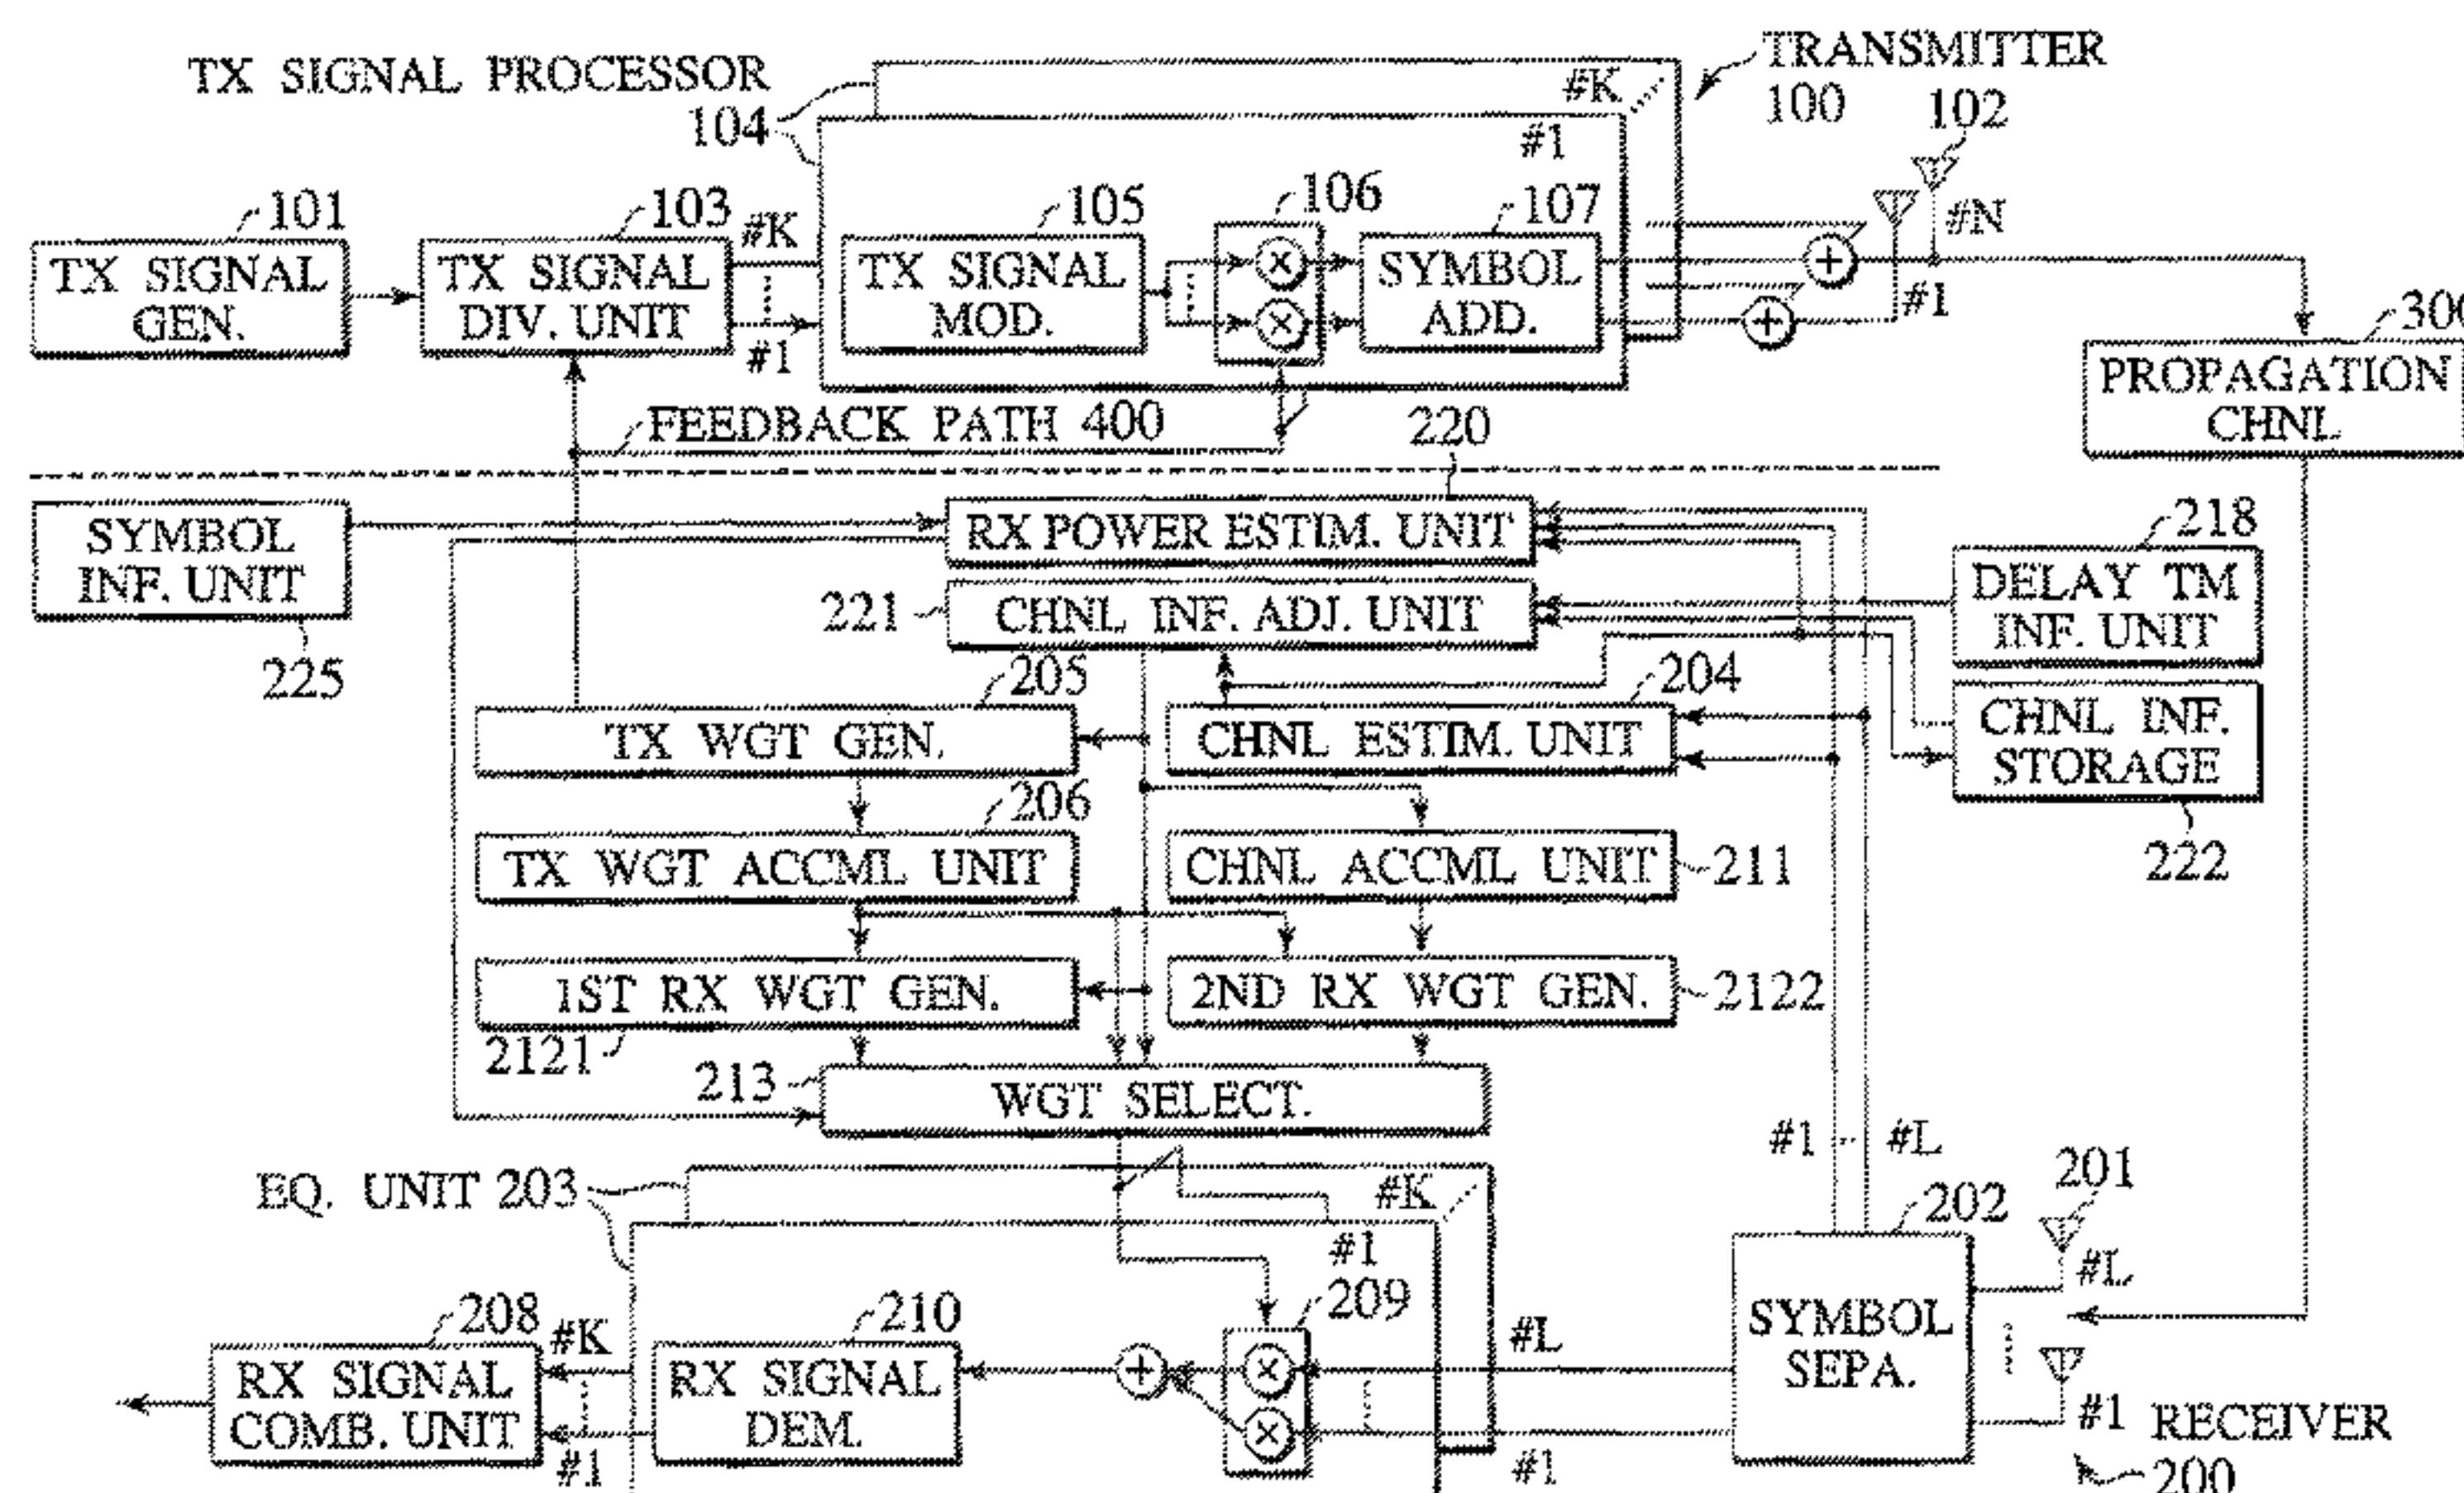 TX SIGNAL PROCESSOR
104
#K
#1
TRANSMITTER
100
102
101
103
#K
105
106
107
#N
TX SIGNAL
GEN.
TX SIGNAL
DIV. UNIT
#1
TX SIGNAL
MOD.
SYMBOL
ADD.
#1
300
PROPAGATION
CHNL
FEEDBACK PATH 400
220
SYMBOL
INF. UNIT
225
RX POWER ESTIM. UNIT
218
DELAY TM
INF. UNIT
221
CHNL INF. ADJ. UNIT
205
204
TX WGT GEN.
CHNL ESTIM. UNIT
CHNL INF.
STORAGE
222
206
TX WGT ACCML UNIT
CHNL ACCML UNIT
211
1ST RX WGT GEN.
2ND RX WGT GEN.
2122
2121
213
WGT SELECT.
#1
#L
201
EQ. UNIT 203
#K
#1
202
#L
208
#K
210
209
#L
RX SIGNAL
COMB. UNIT
#1
RX SIGNAL
DEM.
#1
SYMBOL
SEPA.
#1
RECEIVER
200